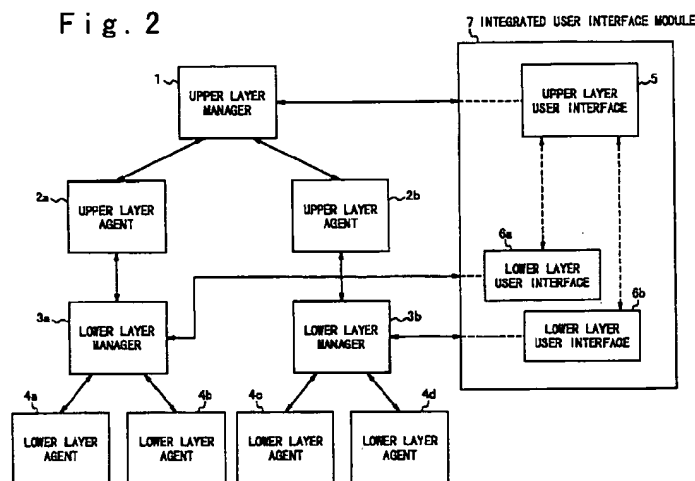 Fig. 2
7 INTEGRATED USER INTERFACE MODULE
1
UPPER LAYER
MANAGER
5
UPPER LAYER
USER INTERFACE
2a
UPPER LAYER
AGENT
2b
UPPER LAYER
AGENT
6a
LOWER LAYER
USER INTERFACE
3a
LOWER LAYER
MANAGER
3b
LOWER LAYER
MANAGER
6b
LOWER LAYER
USER INTERFACE
4a
LOWER LAYER
AGENT
4b
LOWER LAYER
AGENT
4c
LOWER LAYER
AGENT
4d
LOWER LAYER
AGENT